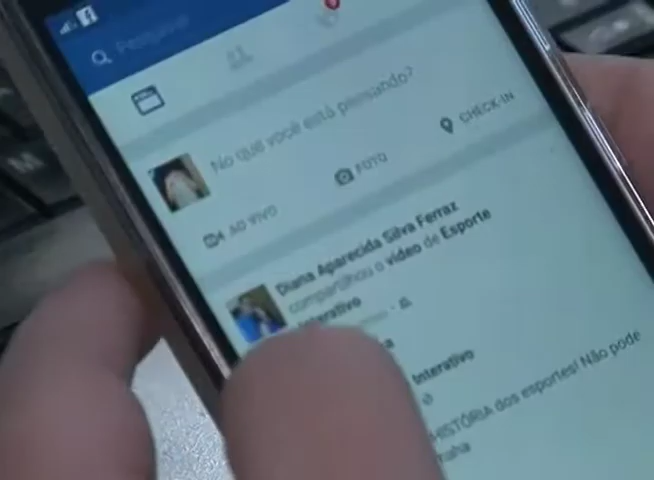 Pesquisar
No que você está pensando?
AO VIVO
FOTO
CHECK-IN
Diana Aparecida Silva Ferraz
compartilhou o vídeo de Esporte
Interativo
Interativo
HISTÓRIA dos esportes! Não pode
M